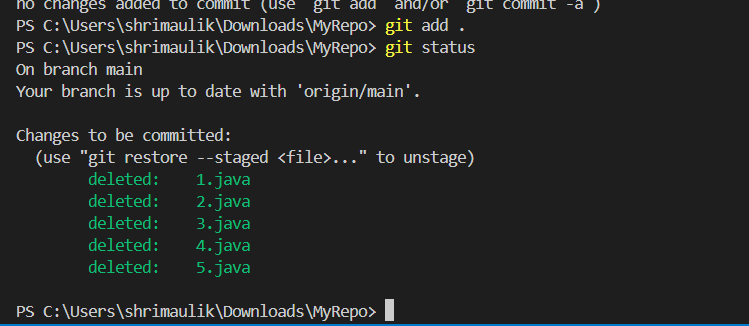 no changes added to commit (use "git add" and/or "git commit -a")
PS C:\Users\shrimaulik\Downloads\MyRepo> git add .
PS C:\Users\shrimaulik\Downloads\MyRepo> git status
On branch main
Your branch is up to date with 'origin/main'.
Changes to be committed:
(use "git restore --staged <file>..." to unstage)
deleted: 1.java
deleted: 2.java
deleted: 3.java
deleted: 4.java
deleted: 5.java
PS C:\Users\shrimaulik\Downloads\MyRepo>